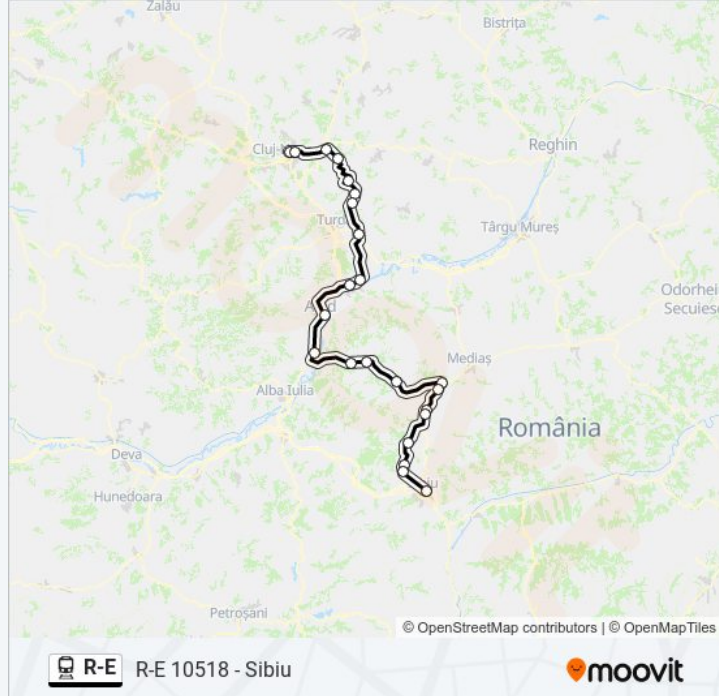 Zalău
Bistrița
Cluj-N
Reghin
Turd
Târgu Mureș
Odorhei
Secuiesc
A
d
Mediaș
Alba Iulia
România
Deva
iu
Hunedoara
Petroșani
© OpenStreetMap contributors | © OpenMapTiles
R-E R-E 10518 - Sibiu
moovit